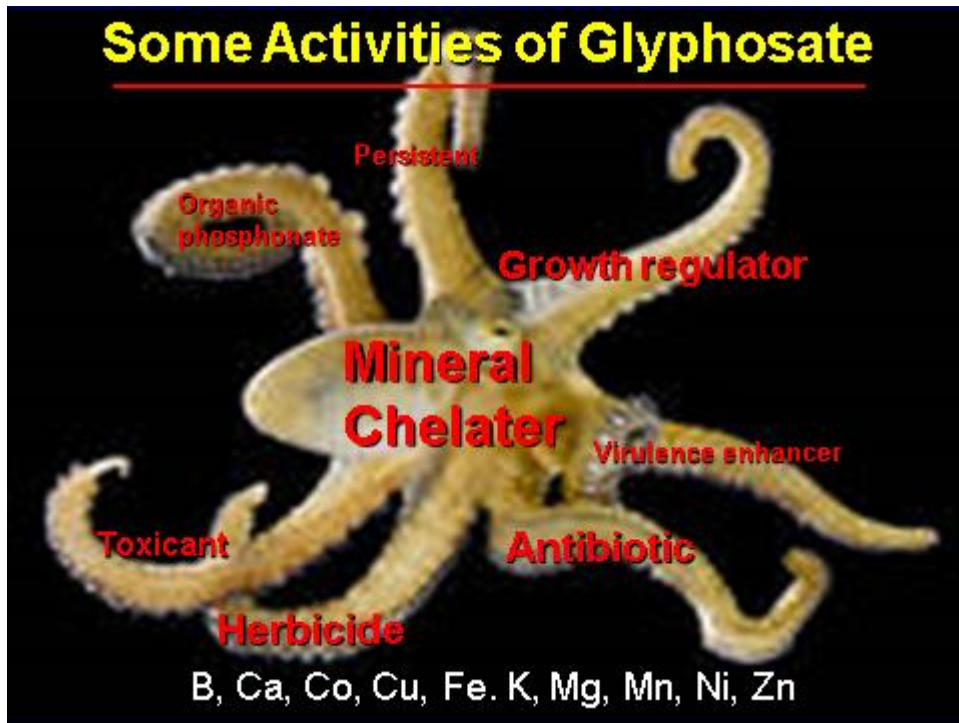 Some Activities of Glyphosate
Persistent
Organic
phosphonate
Growth regulator
Mineral
Chelater
Virulence enhancer
Toxicant
Antibiotic
Herbicide
B, Ca, Co, Cu, Fe. K, Mg, Mn, Ni, Zn